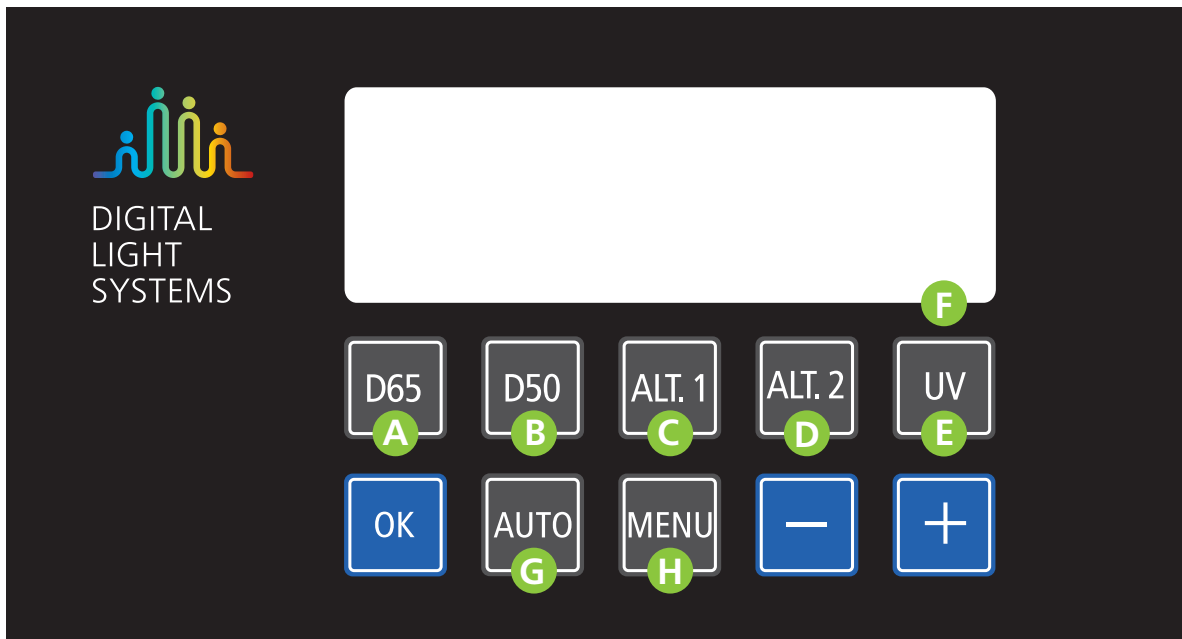 DIGITAL
LIGHT
SYSTEMS
F
D65 D50 ALT. 1 ALT. 2 UV
A B C D E
OK AUTO MENU − +
G H